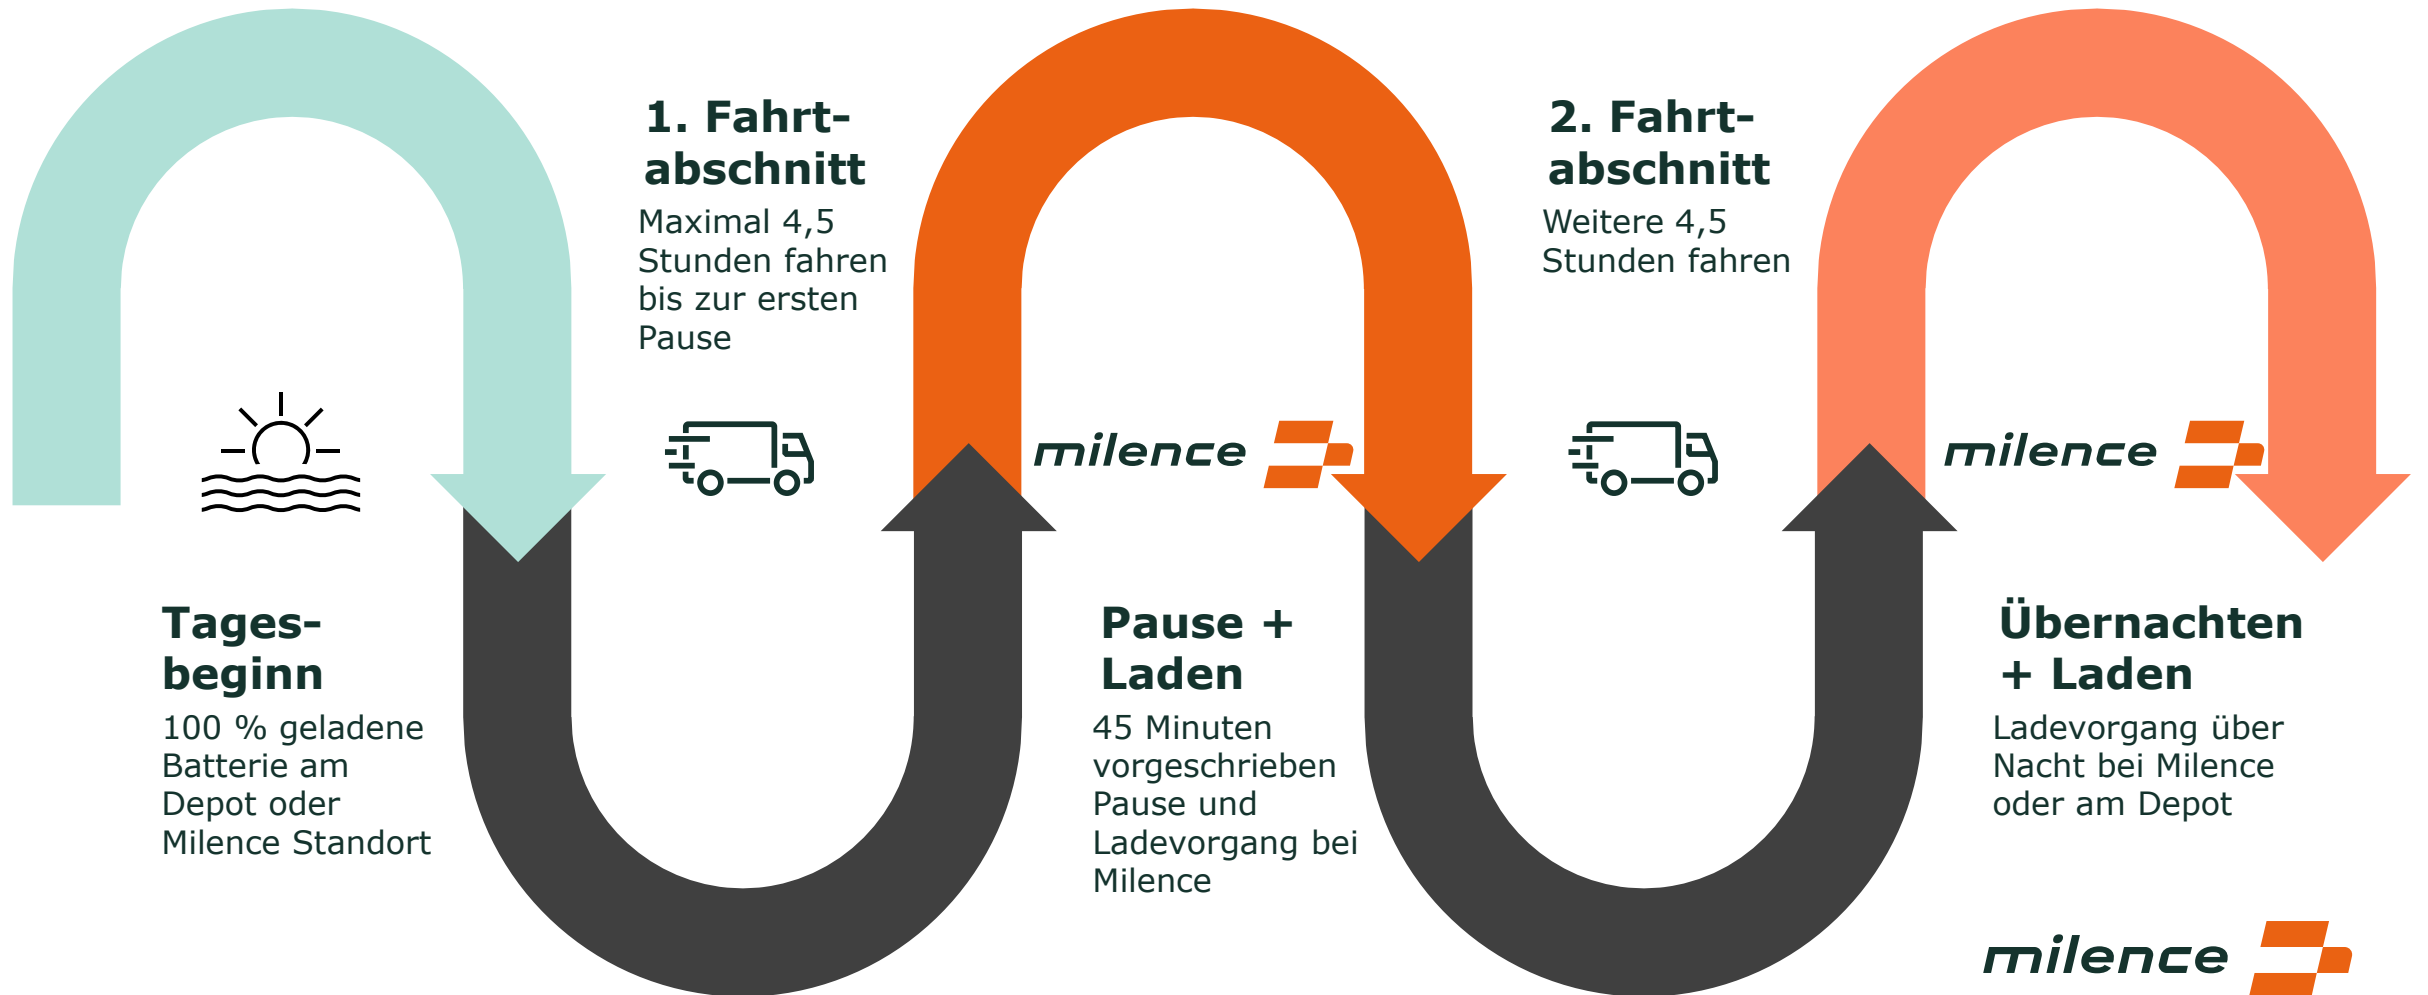 Tages-
beginn
100 % geladene
Batterie am
Depot oder
Milence Standort
1. Fahrt-
abschnitt
Maximal 4,5
Stunden fahren
bis zur ersten
Pause
milence
Pause +
Laden
45 Minuten
vorgeschrieben
Pause und
Ladevorgang bei
Milence
2. Fahrt-
abschnitt
Weitere 4,5
Stunden fahren
milence
Übernachten
+ Laden
Ladevorgang über
Nacht bei Milence
oder am Depot
milence